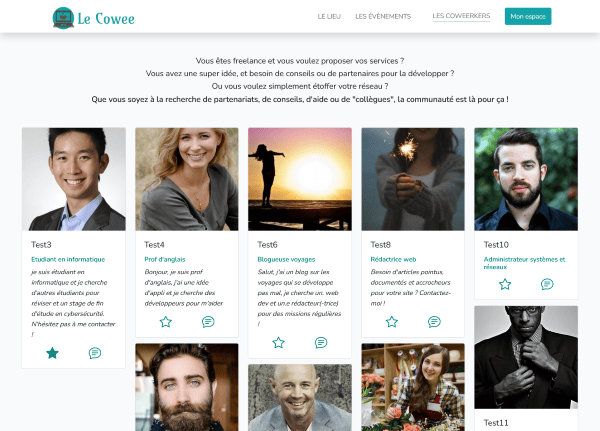 Le Cowee
LE LIEU
LES ÉVÈNEMENTS
LES COWEERKERS
Mon espace
Vous êtes freelance et vous voulez proposer vos services ?
Vous avez une super idée, et besoin de conseils ou de partenaires pour la développer ?
Ou vous voulez simplement étoffer votre réseau ?
Que vous soyez à la recherche de partenariats, de conseils, d'aide ou de "collègues", la communauté est là pour ça !
Test3
Etudiant en informatique
je suis étudiant en
informatique et je cherche
d'autres étudiants pour
réviser et un stage de fin
d'étude en cybersécurité.
N'hésitez pas à me contacter
!
Test4
Prof d'anglais
Bonjour, je suis prof
d'anglais, j'ai une idée
d'appli et je cherche des
développeurs pour m'aider
Test6
Blogueuse voyages
Salut, j'ai un blog sur les
voyages qui se développe
pas mal, je cherche un. web
dev et un.e rédacteur(-trice)
pour des missions régulières
!
Test8
Rédactrice web
Besoin d'articles pointus,
documentés et accrocheurs
pour votre site ? Contactez-
moi !
Test10
Administrateur systèmes et
réseaux
Test11